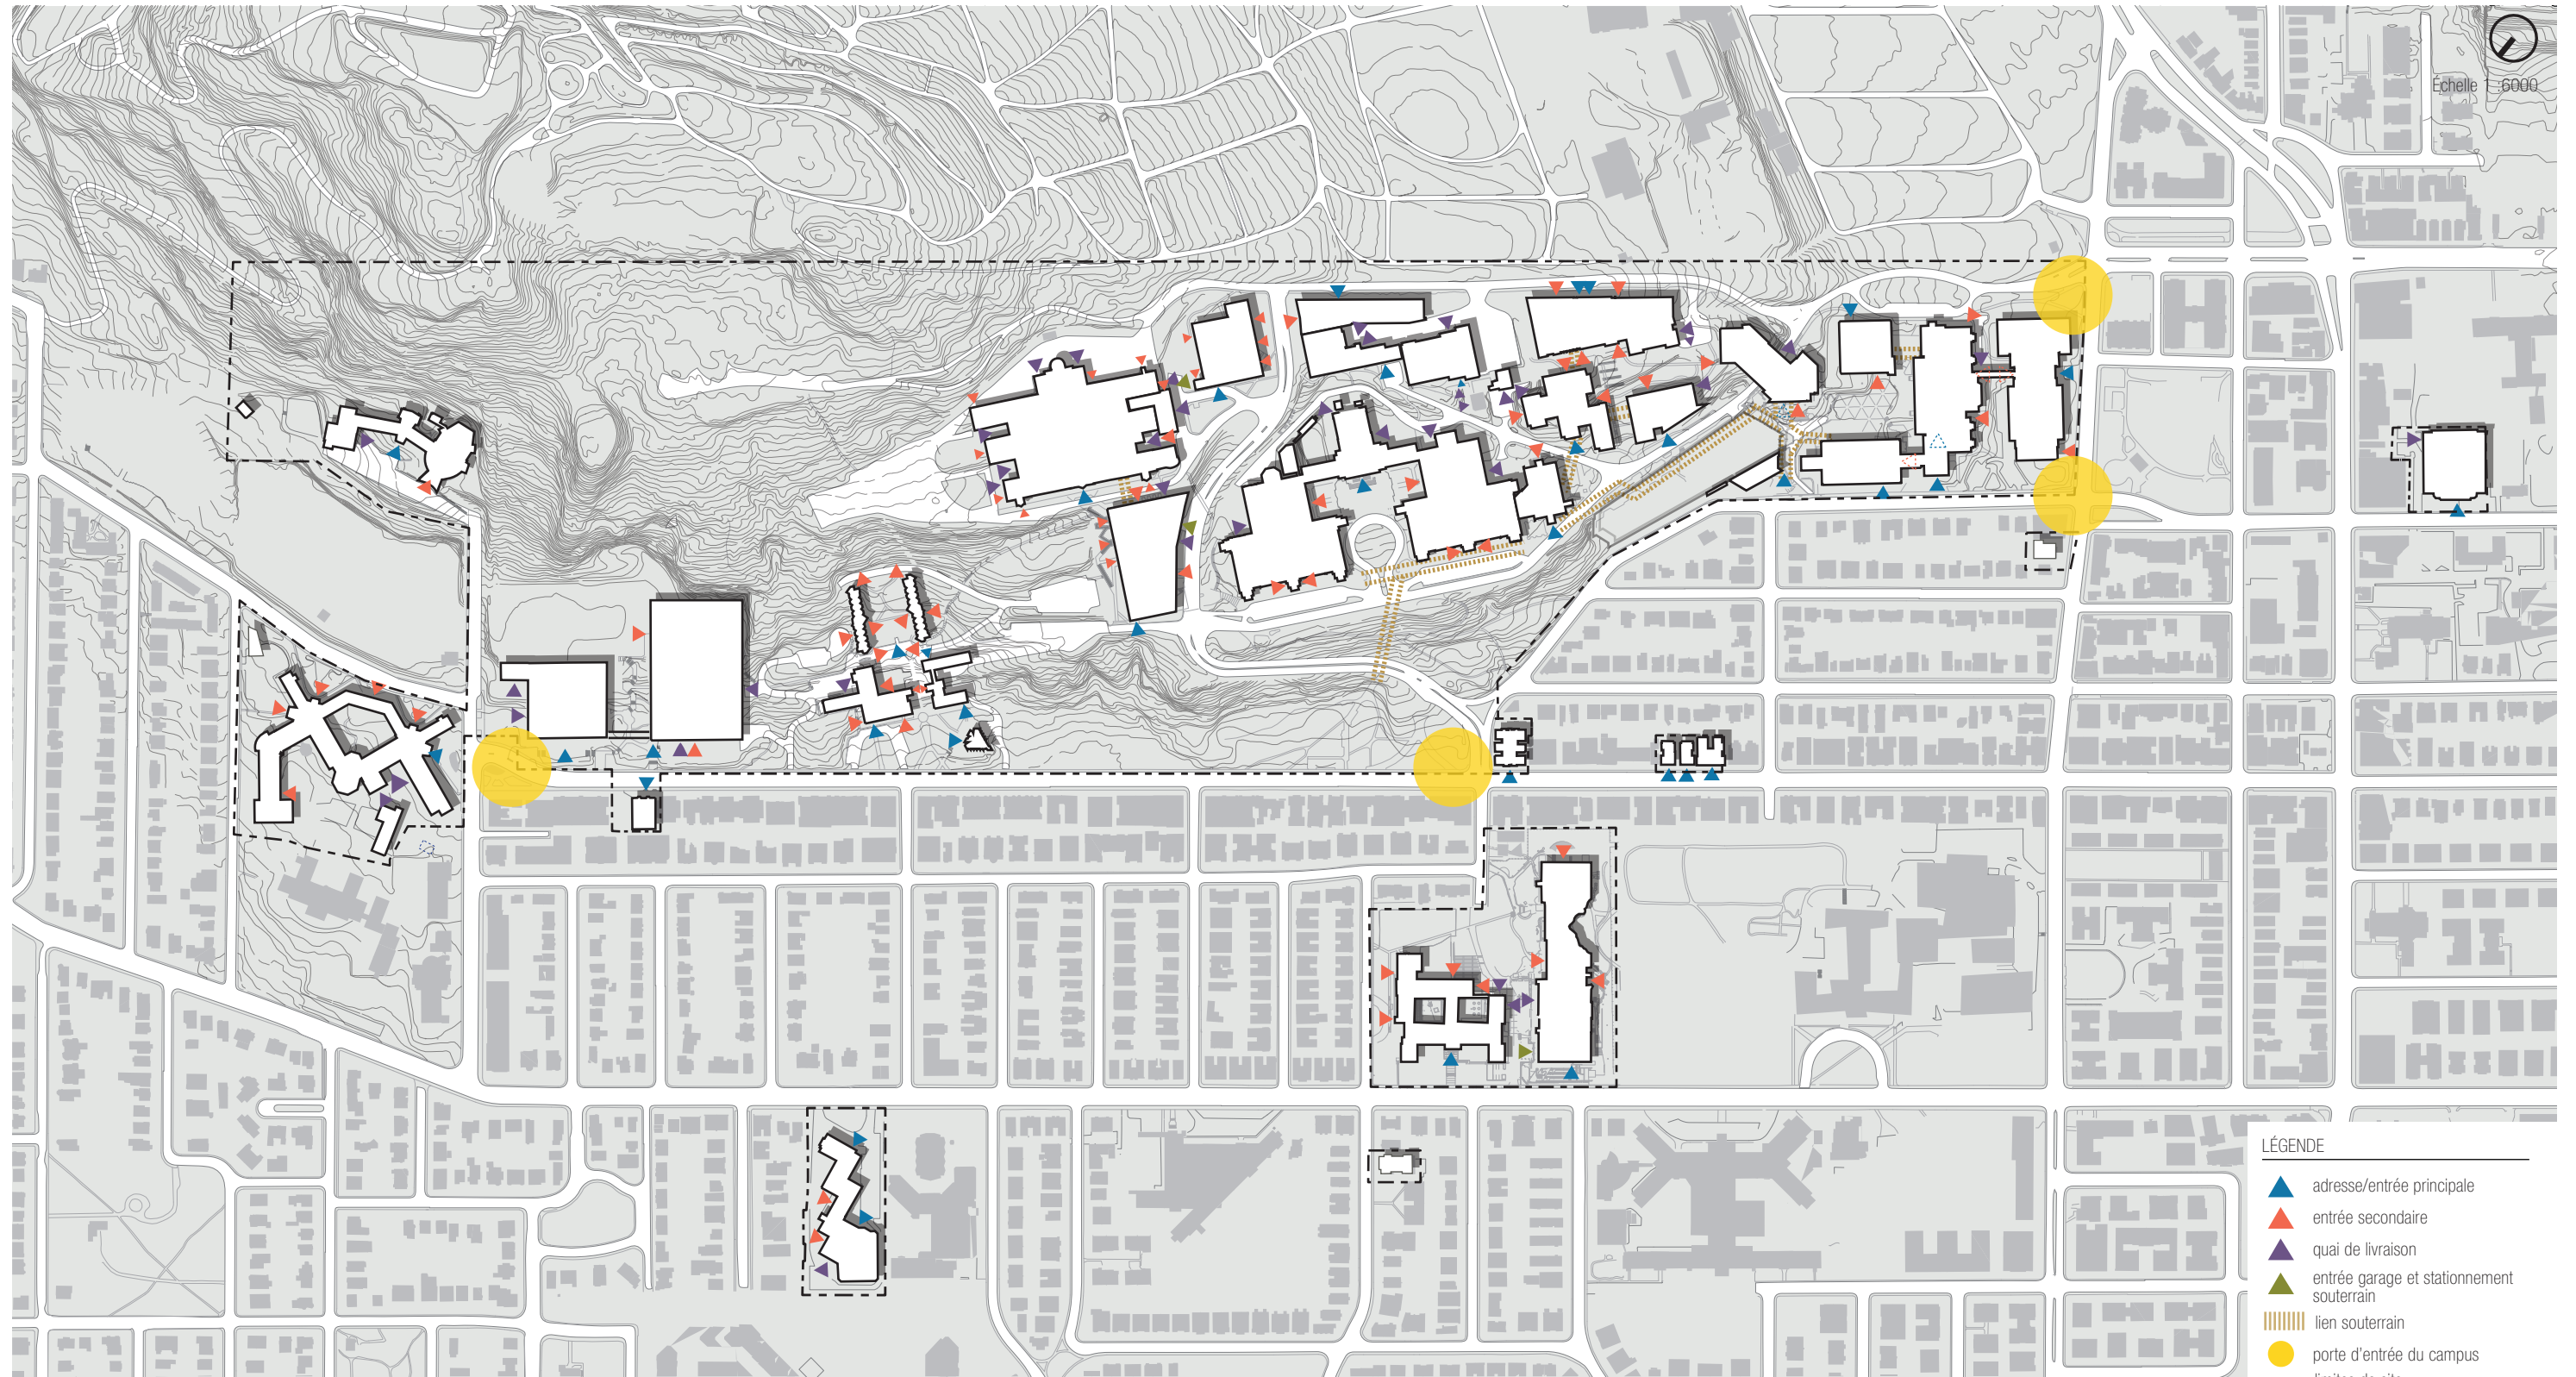 Échelle 1 :6000
LÉGENDE
adresse/entrée principale
entrée secondaire
quai de livraison
entrée garage et stationnement
souterrain
lien souterrain
porte d'entrée du campus